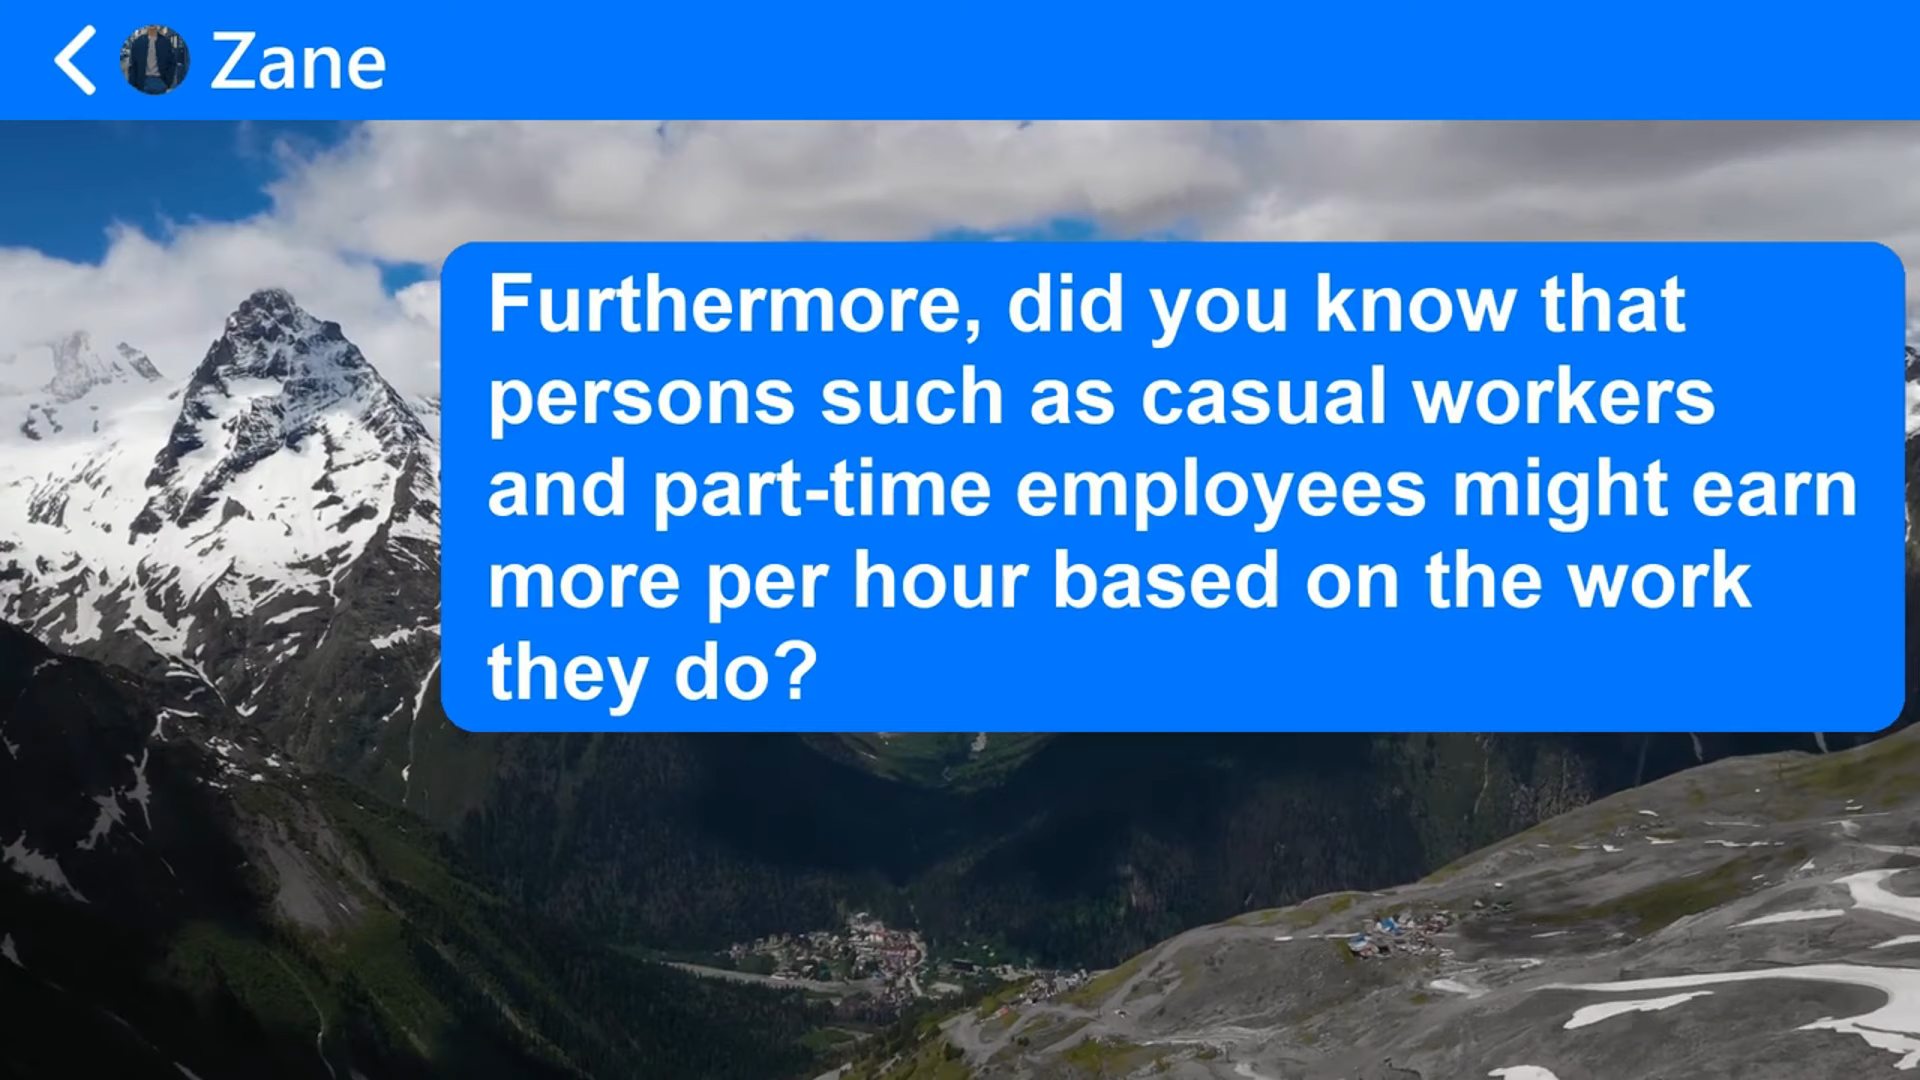 Zane
Furthermore, did you know that
persons such as casual workers
and part-time employees might earn
more per hour based on the work
they do?